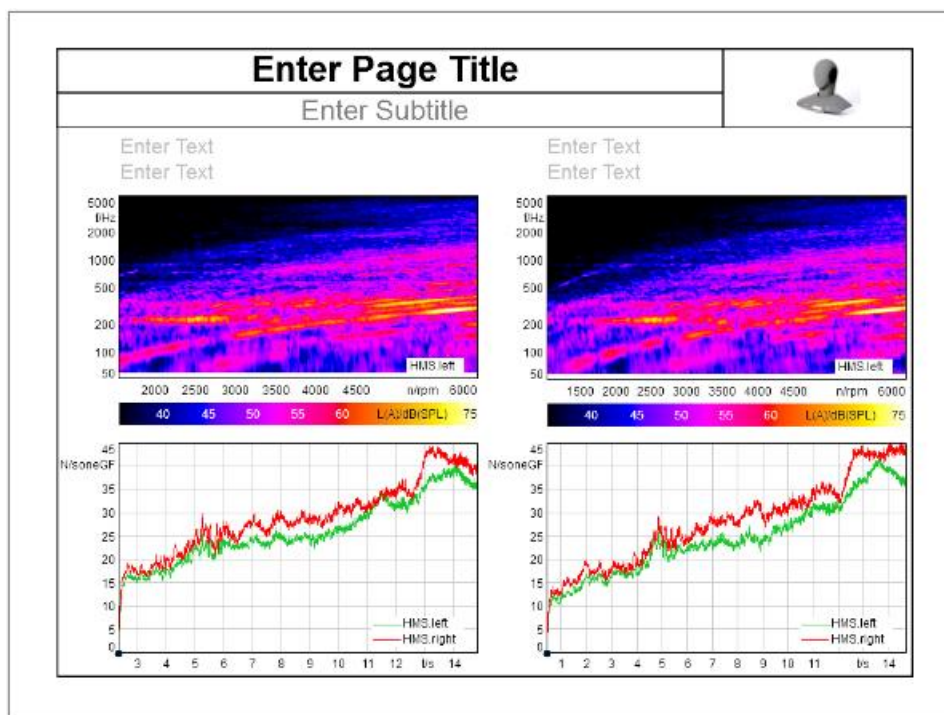 Enter Page Title
Enter Subtitle
Enter Text
Enter Text
5000
f/Hz
2000
1000
500
200
100
50
HMS.left
2000 2500 3000 3500 4000 4500 n/rpm 6000
40 45 50 55 60 L(A)/dB(SPL) 75
45
N/soneGF
35
30
25
20
15
10
5
0
HMS.left
HMS.right
3 4 5 6 7 8 9 10 11 12 t/s 14
Enter Text
Enter Text
5000
f/Hz
2000
1000
500
200
100
50
HMS.left
1500 2000 2500 3000 3500 4000 4500 n/rpm 6000
40 45 50 55 60 L(A)/dB(SPL) 75
45
N/soneGF
35
30
25
20
15
10
5
0
HMS.left
HMS.right
1 2 3 4 5 6 7 8 9 10 11 t/s 14